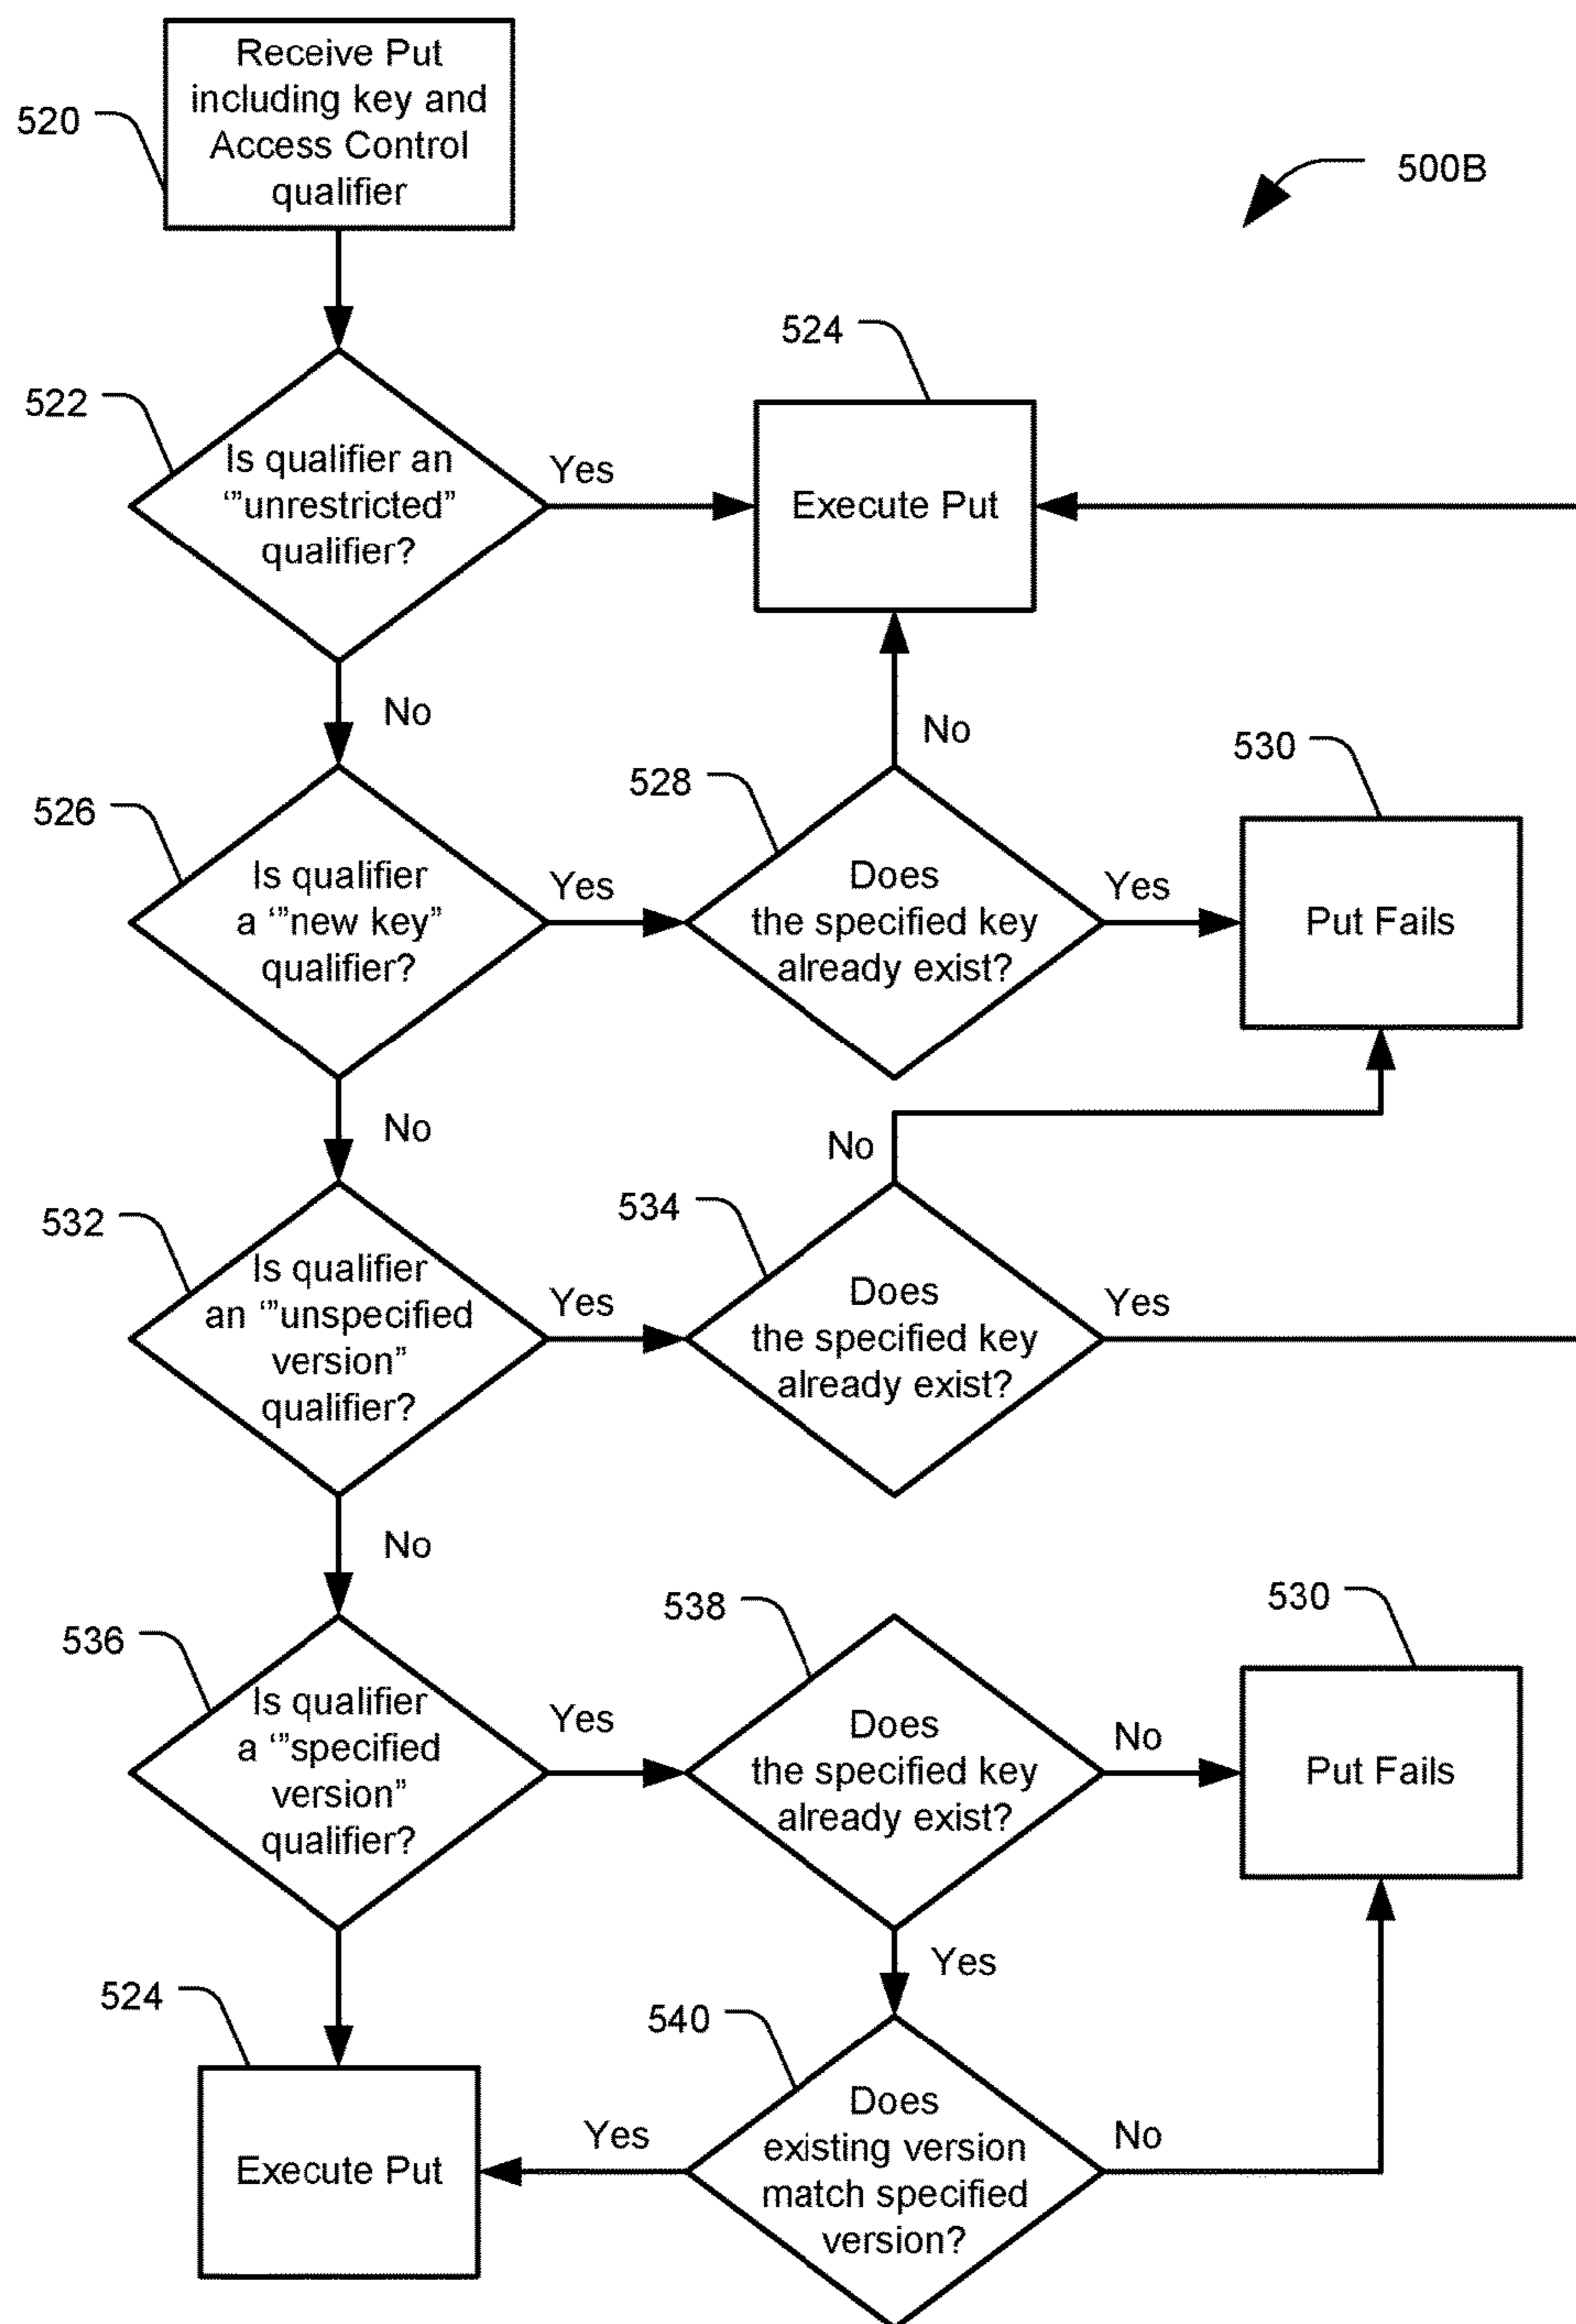 Receive Put
including key and
Access Control
qualifier
520
500B
524
522
Is qualifier an
‘”unrestricted”
qualifier?
Yes
Execute Put
No
No
530
528
526
Is qualifier
a ‘”new key”
qualifier?
Yes
Does
the specified key
already exist?
Yes
Put Fails
No
No
534
532
Is qualifier
an ‘”unspecified
version”
qualifier?
Yes
Does
the specified key
already exist?
Yes
No
530
538
536
Is qualifier
a ‘”specified
version”
qualifier?
Yes
Does
the specified key
already exist?
No
Put Fails
Yes
524
540
Execute Put
Yes
Does
existing version
match specified
version?
No